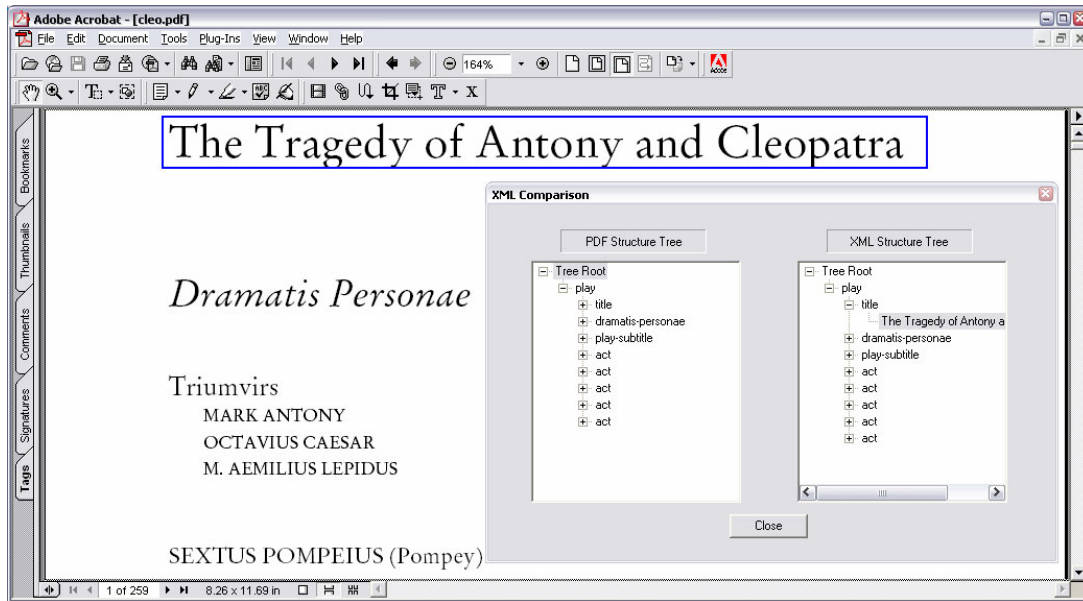 Adobe Acrobat - [cleo.pdf]
File Edit Document Tools Plug-Ins View Window Help
164%
Adobe
T T X
Bookmarks
Thumbnails
Comments
Signatures
Tags
The Tragedy of Antony and Cleopatra
Dramatis Personae
Triumvirs
MARK ANTONY
OCTAVIUS CAESAR
M. AEMILIUS LEPIDUS
SEXTUS POMPEIUS (Pompey)
XML Comparison
PDF Structure Tree
Tree Root
play
title
dramatis-personae
play-subtitle
act
act
act
act
act
XML Structure Tree
Tree Root
play
title
The Tragedy of Antony a
dramatis-personae
play-subtitle
act
act
act
act
act
Close
1 of 259 8.26 x 11.69 in